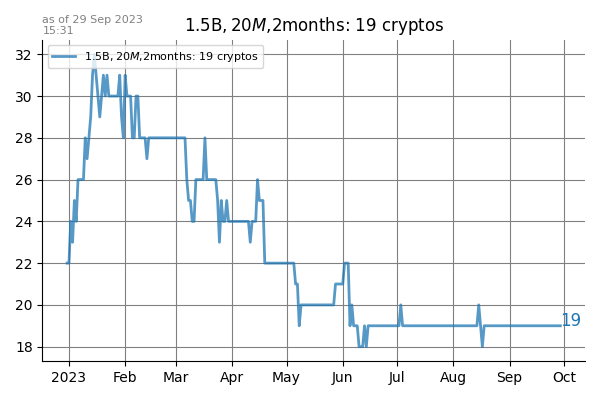 as of 29 Sep 2023
15:31
1.5B, 20M,2months: 19 cryptos
1.5B, 20M,2months: 19 cryptos
32
30
28
26
24
22
20
18
19
2023 Feb Mar Apr May Jun Jul Aug Sep Oct